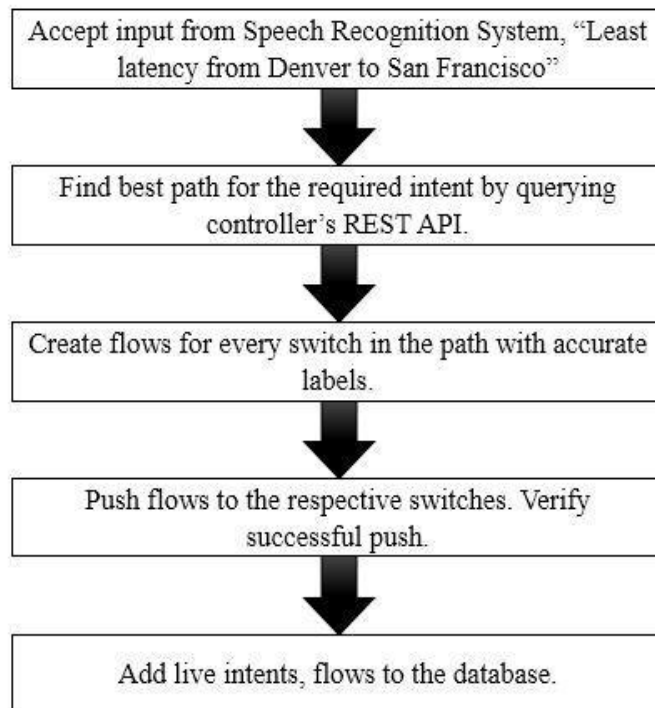 Accept input from Speech Recognition System, “Least
latency from Denver to San Francisco”
Find best path for the required intent by querying
controller’s REST API.
Create flows for every switch in the path with accurate
labels.
Push flows to the respective switches. Verify
successful push.
Add live intents, flows to the database.